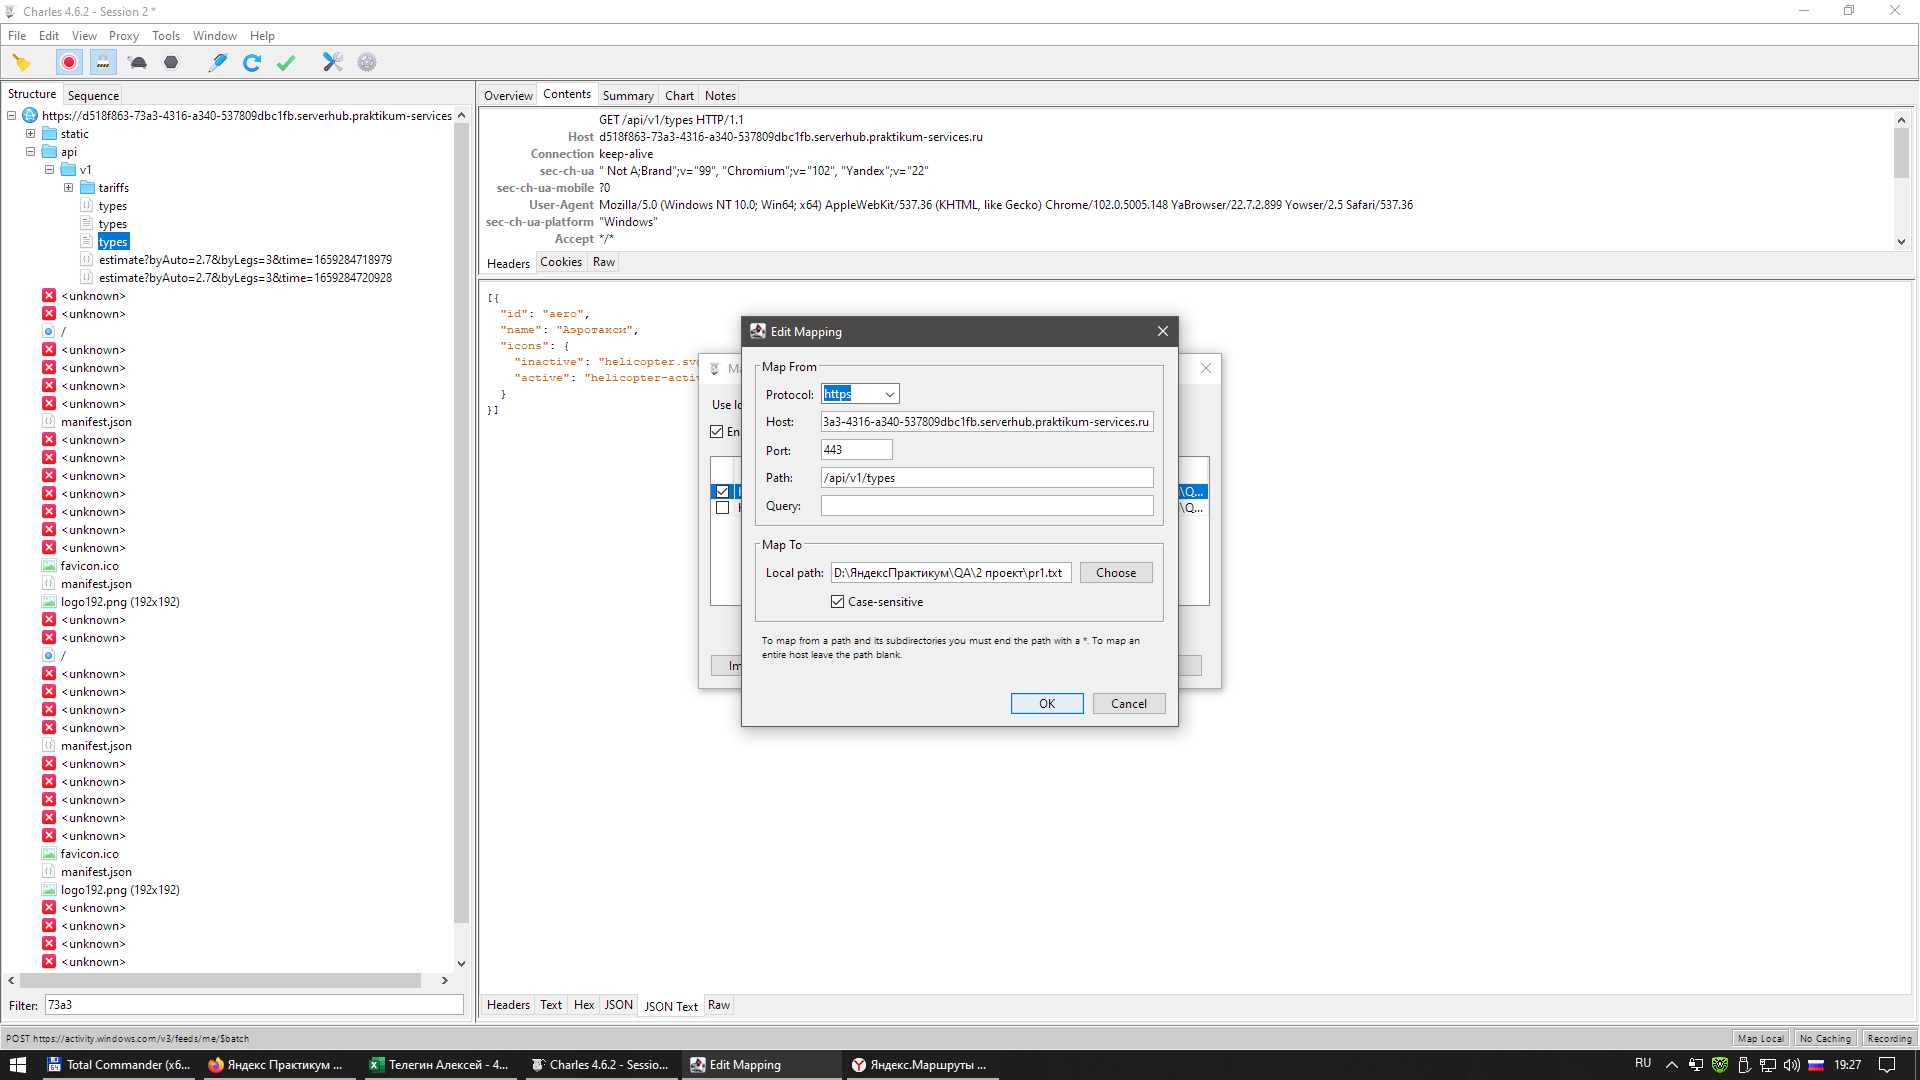 Charles 4.6.2 - Session 2 *
File Edit View Proxy Tools Window Help
Structure Sequence
https://d518f863-73a3-4316-a340-537809dbc1fb.serverhub.praktikum-services
static
api
v1
tariffs
types
types
types
estimate?byAuto=2.7&byLegs=3&time=1659284718979
estimate?byAuto=2.7&byLegs=3&time=1659284720928
<unknown>
<unknown>
/
<unknown>
<unknown>
<unknown>
<unknown>
manifest.json
<unknown>
<unknown>
<unknown>
<unknown>
<unknown>
<unknown>
<unknown>
favicon.ico
manifest.json
logo192.png (192x192)
<unknown>
<unknown>
/
<unknown>
<unknown>
<unknown>
<unknown>
manifest.json
<unknown>
<unknown>
<unknown>
<unknown>
<unknown>
favicon.ico
manifest.json
logo192.png (192x192)
<unknown>
<unknown>
<unknown>
<unknown>
Filter: 73a3
Overview Contents Summary Chart Notes
GET /api/v1/types HTTP/1.1
Host d518f863-73a3-4316-a340-537809dbc1fb.serverhub.praktikum-services.ru
Connection keep-alive
sec-ch-ua " Not A;Brand";v="99", "Chromium";v="102", "Yandex";v="22"
sec-ch-ua-mobile ?0
User-Agent Mozilla/5.0 (Windows NT 10.0; Win64; x64) AppleWebKit/537.36 (KHTML, like Gecko) Chrome/102.0.5005.148 YaBrowser/22.7.2.899 Yowser/2.5 Safari/537.36
sec-ch-ua-platform "Windows"
Accept */*
Headers Cookies Raw
[{
"id": "aero",
"name": "Аэротакси",
"icons": {
"inactive": "helicopter.sv
"active": "helicopter-acti
}
}]
Use lo
En
\Q...
\Q...
Im
Edit Mapping
Map From
Protocol: https
Host: 3a3-4316-a340-537809dbc1fb.serverhub.praktikum-services.ru
Port: 443
Path: /api/v1/types
Query:
Map To
Local path: D:\ЯндексПрактикум\QA\2 проект\pr1.txt Choose
Case-sensitive
To map from a path and its subdirectories you must end the path with a *. To map an
entire host leave the path blank.
OK Cancel
Headers Text Hex JSON JSON Text Raw
POST https://activity.windows.com/v3/feeds/me/$batch
Map Local No Caching Recording
Total Commander (x6... Яндекс Практикум ... Телегин Алексей - 4... Charles 4.6.2 - Sessio... Edit Mapping Яндекс.Маршруты ... RU 19:27